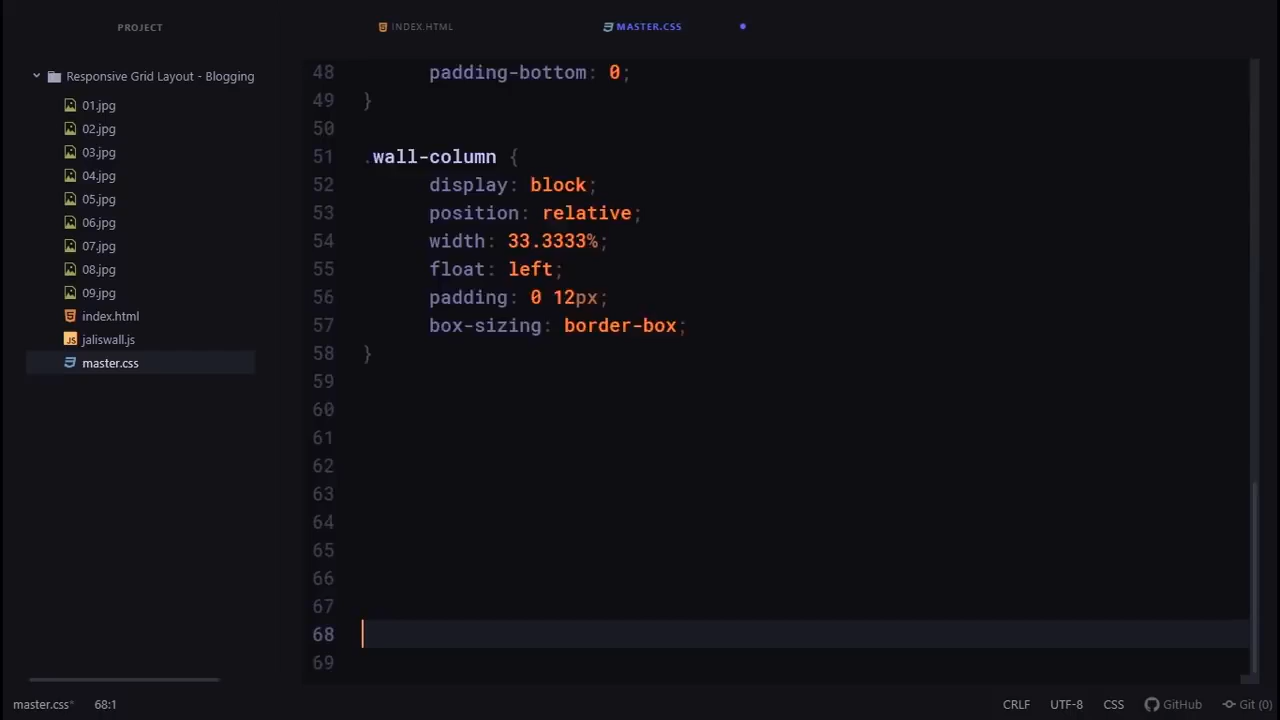 PROJECT
INDEX.HTML
MASTER.CSS
Responsive Grid Layout - Blogging
01.jpg
02.jpg
03.jpg
04.jpg
05.jpg
06.jpg
07.jpg
08.jpg
09.jpg
index.html
JS jaliswall.js
master.css
48 padding-bottom: 0;
49 }
50
51 .wall-column {
52 display: block;
53 position: relative;
54 width: 33.3333%;
55 float: left;
56 padding: 0 12px;
57 box-sizing: border-box;
58 }
59
60
61
62
63
64
65
66
67
68
69
master.css* 68:1 CRLF UTF-8 CSS GitHub Git (0)